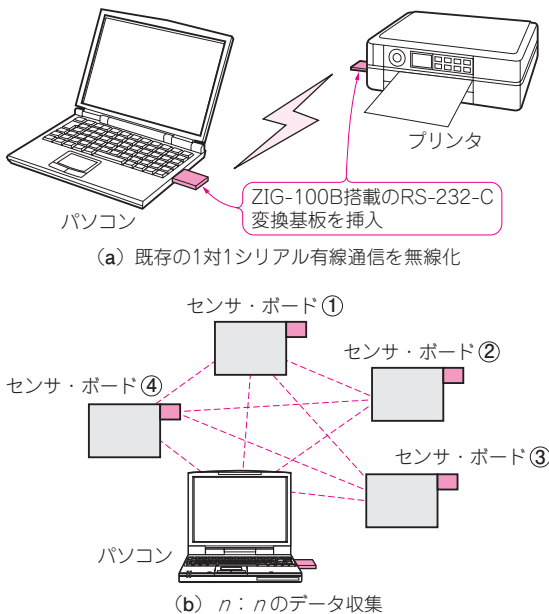 プリンタ
パソコン
ZIG-100B搭載のRS-232-C
変換基板を挿入
(a) 既存の1対1シリアル有線通信を無線化
センサ・ボード①
センサ・ボード②
センサ・ボード④
センサ・ボード③
パソコン
(b) n：nのデータ収集